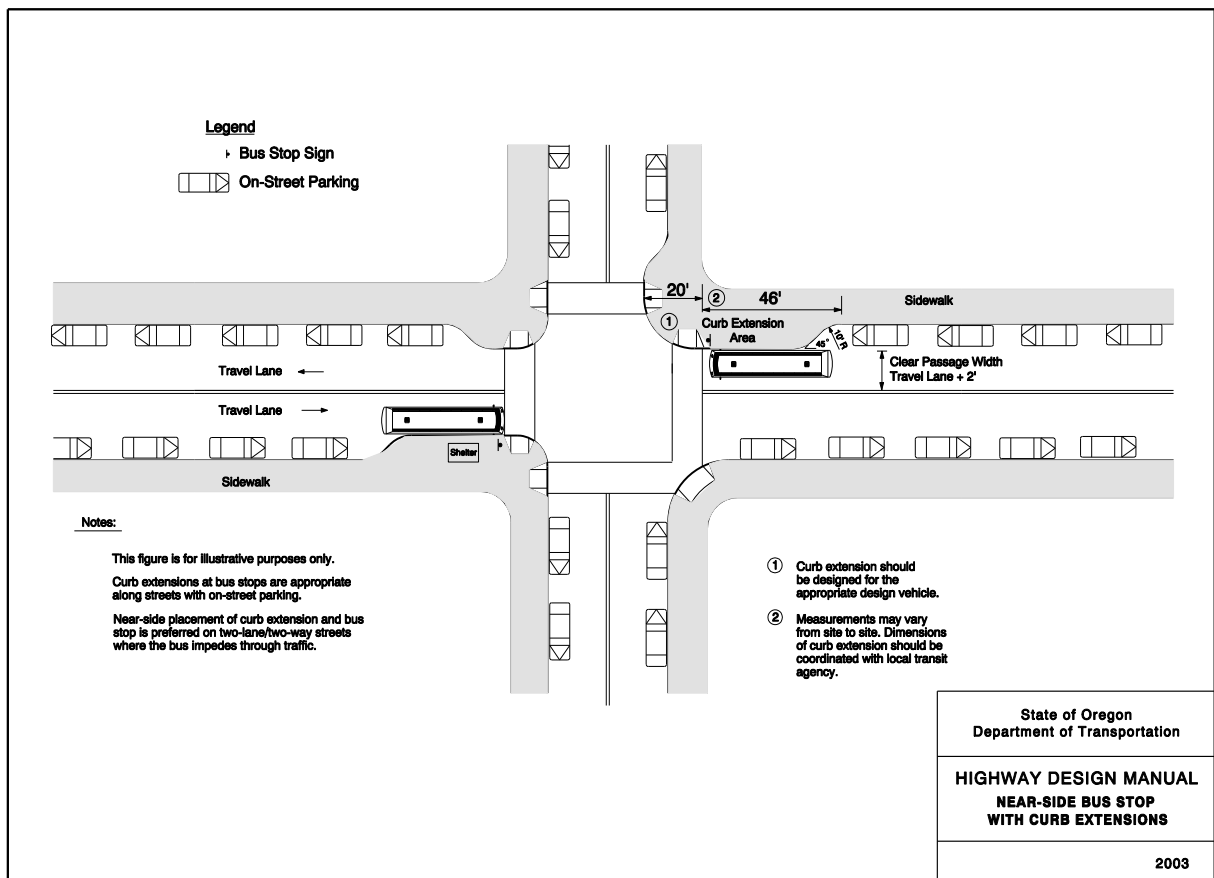 Legend
Bus Stop Sign
On-Street Parking
20'
2
46'
Sidewalk
1
Curb Extension
Area
10' R
45°
Clear Passage Width
Travel Lane + 2'
Travel Lane
Travel Lane
Shelter
Sidewalk
Notes:
This figure is for illustrative purposes only.
Curb extensions at bus stops are appropriate
along streets with on-street parking.
Near-side placement of curb extension and bus
stop is preferred on two-lane/two-way streets
where the bus impedes through traffic.
1 Curb extension should
be designed for the
appropriate design vehicle.
2 Measurements may vary
from site to site. Dimensions
of curb extension should be
coordinated with local transit
agency.
State of Oregon
Department of Transportation
HIGHWAY DESIGN MANUAL
NEAR-SIDE BUS STOP
WITH CURB EXTENSIONS
2003